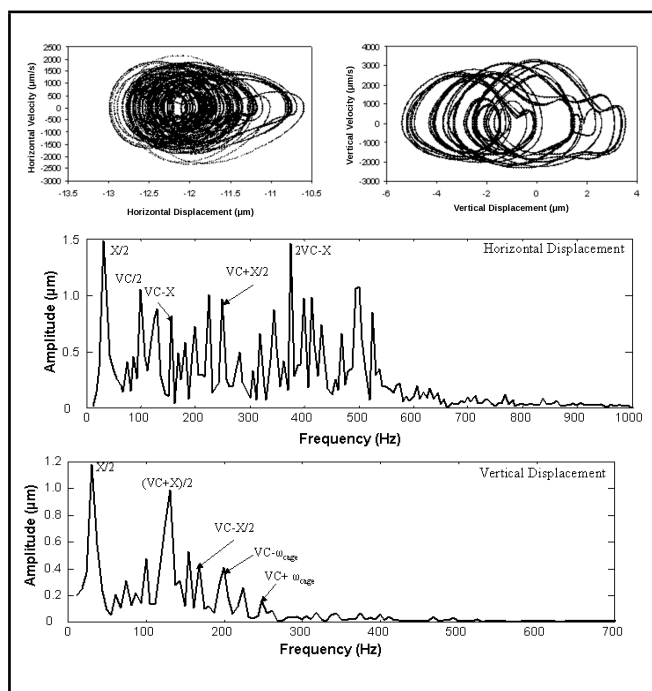 2500
2000
1500
1000
500
0
-500
-1000
-1500
-2000
-2500
-3000
Horizontal Velocity (µm/s)
-13.5 -13 -12.5 -12 -11.5 -11 -10.5
Horizontal Displacement (µm)
4000
3000
2000
1000
0
-1000
-2000
-3000
Vertical Velocity (µm/s)
-6 -4 -2 0 2 4
Vertical Displacement (µm)
Horizontal Displacement
X/2
VC/2
VC-X
VC+X/2
2VC-X
1.5
1.0
0.5
0
Amplitude (µm)
0 100 200 300 400 500 600 700 800 900 1000
Frequency (Hz)
Vertical Displacement
X/2
(VC+X)/2
VC-X/2
VC-ωcage
VC+ ωcage
1.2
1.0
0.8
0.6
0.4
0.2
0
Amplitude (µm)
0 100 200 300 400 500 600 700
Frequency (Hz)